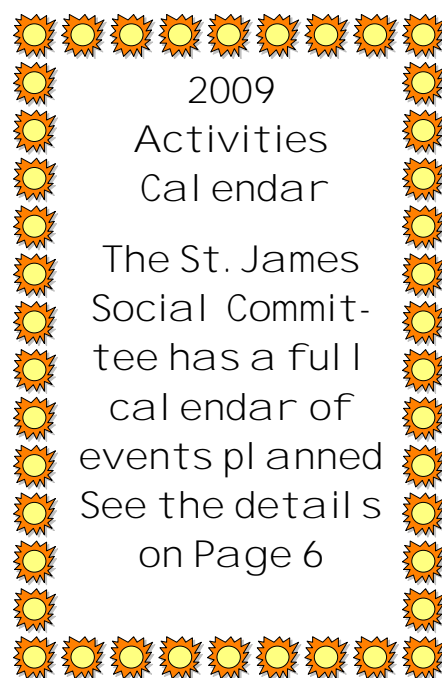 2009
Activities
Calendar
The St. James
Social Commit-
tee has a full
calendar of
events planned
See the details
on Page 6